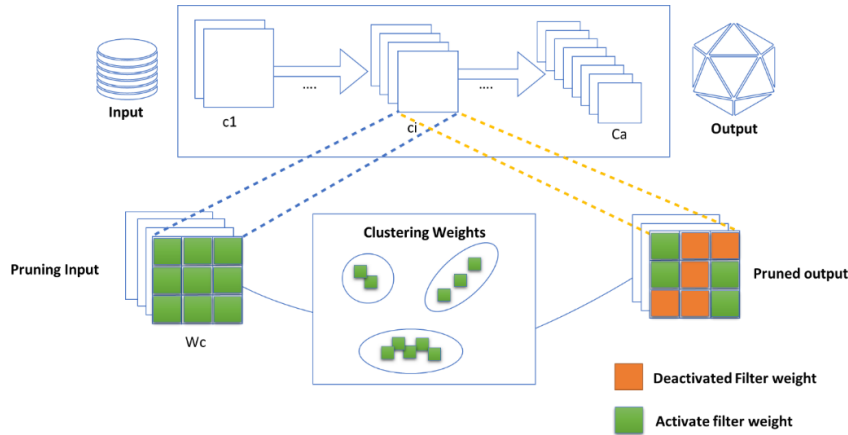 Input
c1
....
ci
....
Ca
Output
Pruning Input
Wc
Clustering Weights
Pruned output
Deactivated Filter weight
Activate filter weight